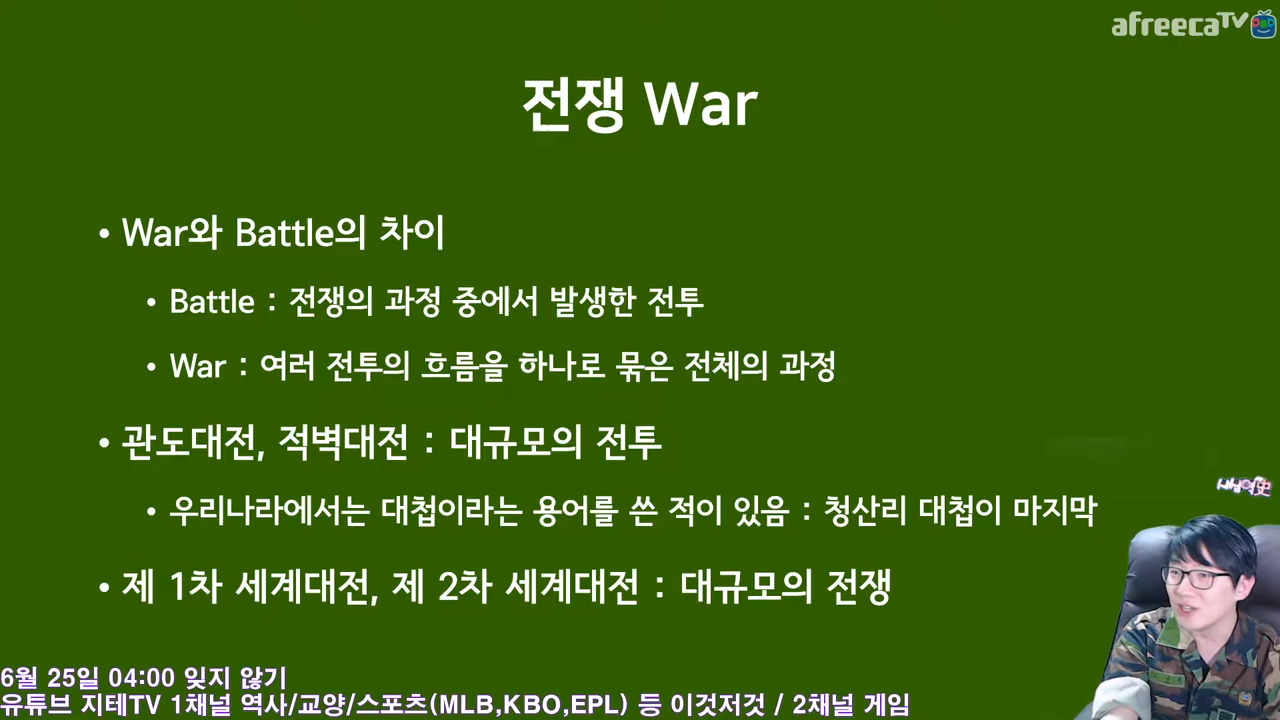 afreecaTV
전쟁 War
• War와 Battle의 차이
• Battle : 전쟁의 과정 중에서 발생한 전투
• War : 여러 전투의 흐름을 하나로 묶은 전체의 과정
• 관도대전, 적벽대전 : 대규모의 전투
• 우리나라에서는 대첩이라는 용어를 쓴 적이 있음 : 청산리 대첩이 마지막
• 제 1차 세계대전, 제 2차 세계대전 : 대규모의 전쟁
6월 25일 04:00 잊지 않기
유튜브 지테TV 1채널 역사/교양/스포츠(MLB,KBO,EPL) 등 이것저것 / 2채널 게임